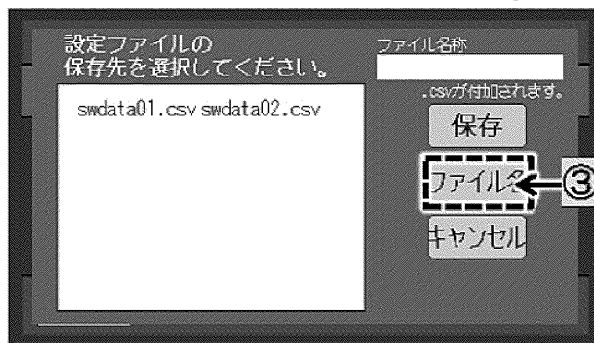 設定ファイルの
保存先を選択してください。
ファイル名称
.csvが付加されます。
swdata01.csv swdata02.csv
保存
ファイル名
③
キャンセル